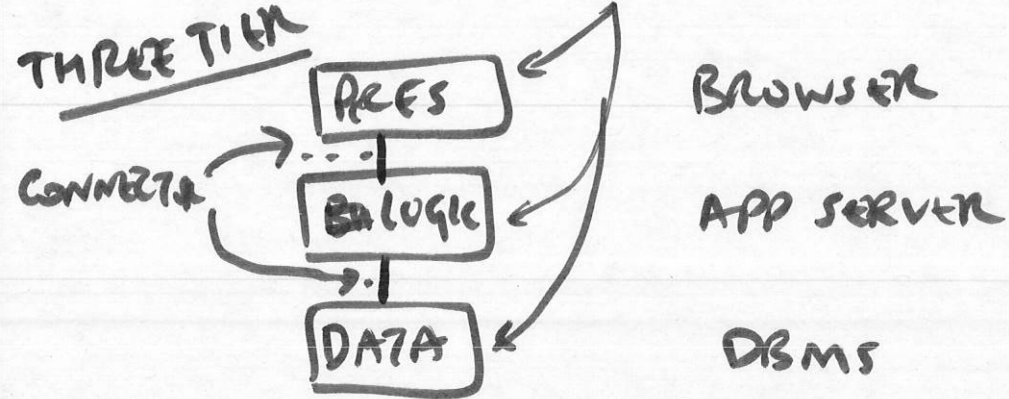 THREE TIER
PRES
BROWSER
CONNECTR
LOGIC
APP SERVER
DATA
DBMS